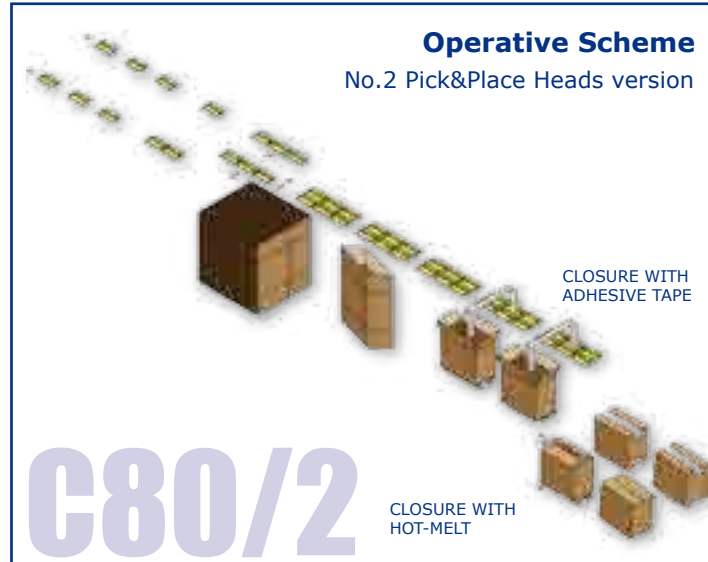 Operative Scheme
No.2 Pick&Place Heads version
CLOSURE WITH
ADHESIVE TAPE
C80/2
CLOSURE WITH
HOT-MELT